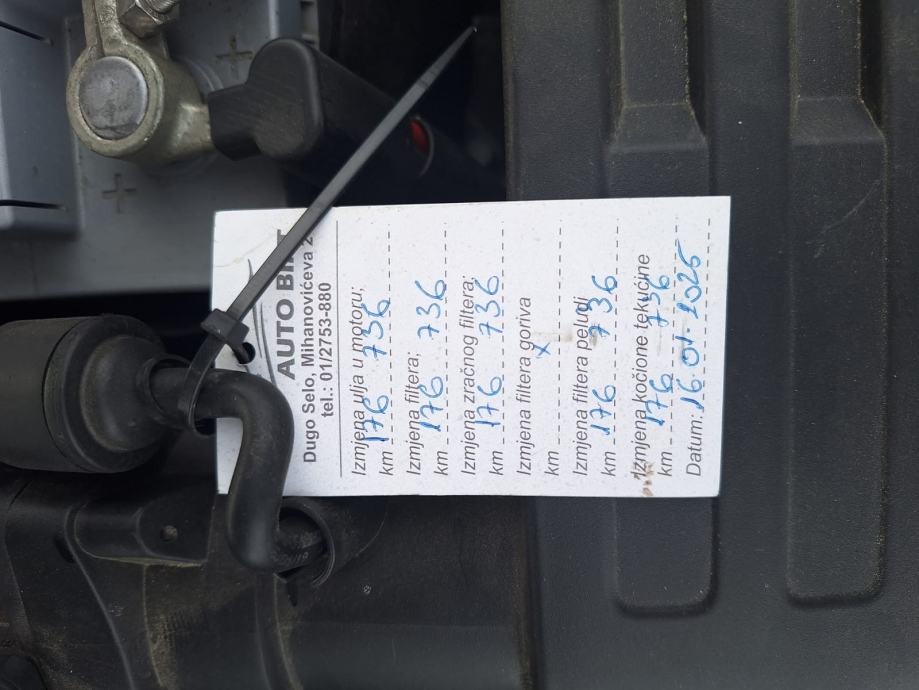 AUTO
Dugo Selo, Mihanovićeva 2
tel.: 01/2753-880
Izmjena ulja u motoru;
km 176 736
Izmjena filtera;
km 176 736
Izmjena zračnog filtera;
km 176 736
Izmjena filtera goriva
km x
Izmjena filtera peludi
km 176 736
Izmjena kočione tekućine
km 176 736
Datum: 16 01. 2025